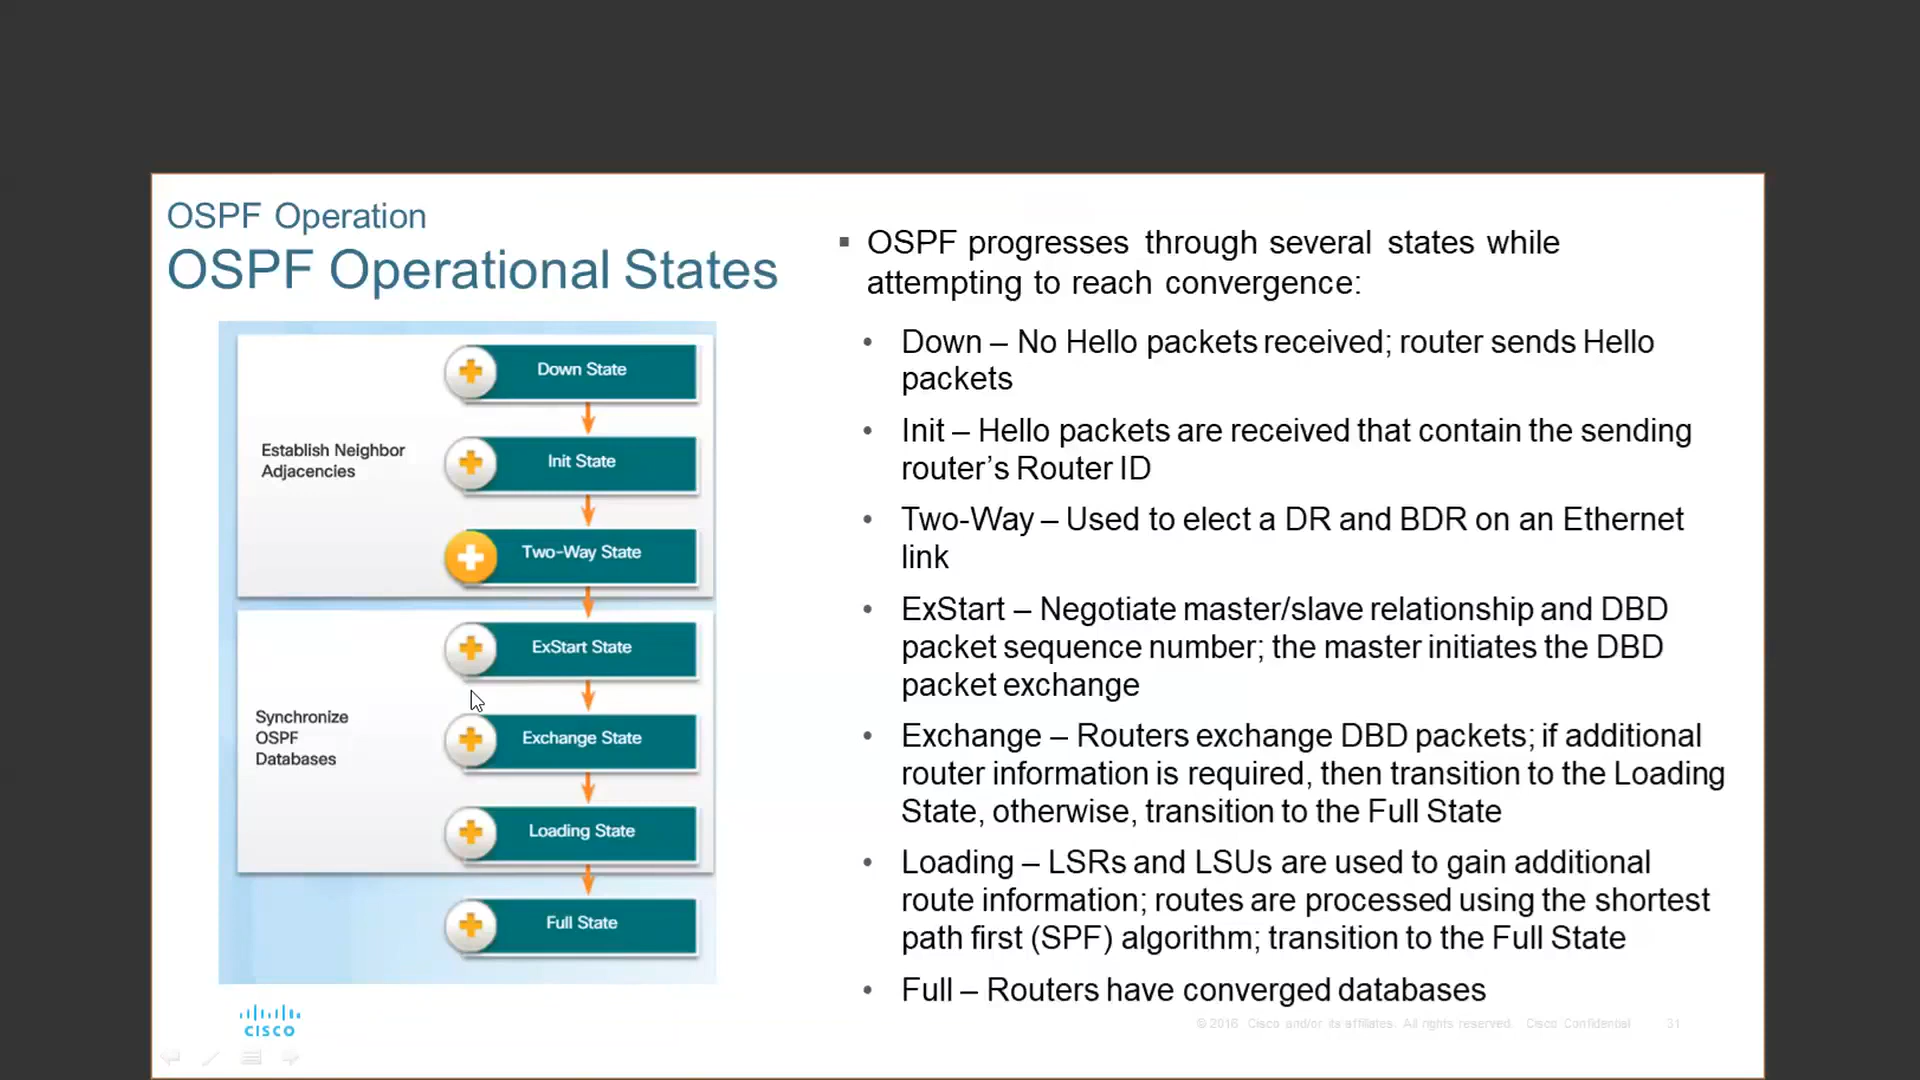 OSPF Operation
OSPF Operational States
Establish Neighbor
Adjacencies
Down State
Init State
Two-Way State
Synchronize
OSPF
Databases
ExStart State
Exchange State
Loading State
Full State
CISCO
▪ OSPF progresses through several states while
attempting to reach convergence:
• Down – No Hello packets received; router sends Hello
packets
• Init – Hello packets are received that contain the sending
router’s Router ID
• Two-Way – Used to elect a DR and BDR on an Ethernet
link
• ExStart – Negotiate master/slave relationship and DBD
packet sequence number; the master initiates the DBD
packet exchange
• Exchange – Routers exchange DBD packets; if additional
router information is required, then transition to the Loading
State, otherwise, transition to the Full State
• Loading – LSRs and LSUs are used to gain additional
route information; routes are processed using the shortest
path first (SPF) algorithm; transition to the Full State
• Full – Routers have converged databases
© 2016 Cisco and/or its affiliates. All rights reserved. Cisco Confidential 31